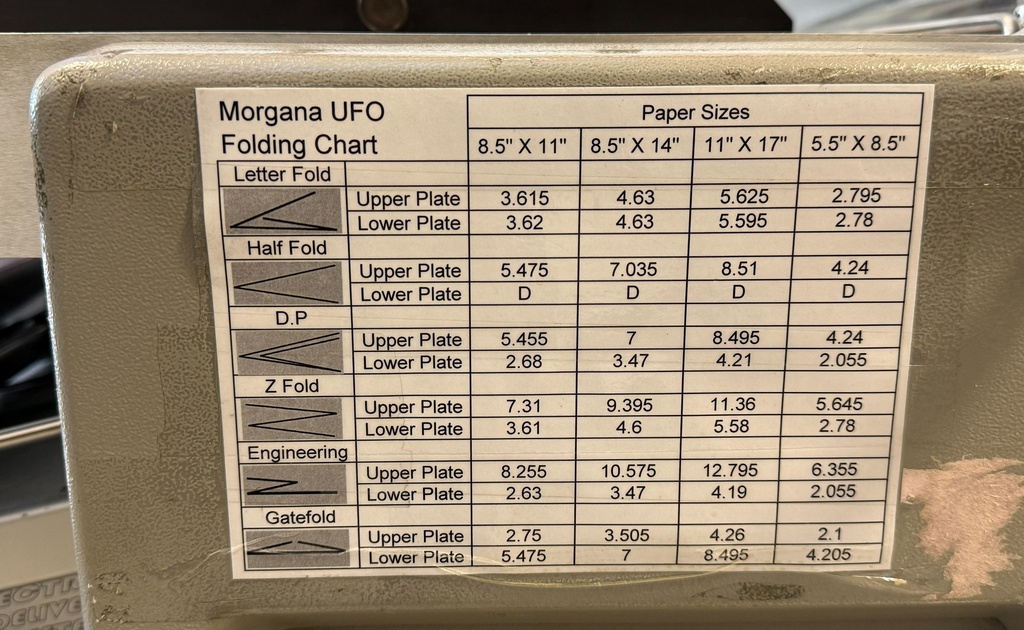 Morgana UFO
Folding Chart
Paper Sizes
8.5" X 11" 8.5" X 14" 11" X 17" 5.5" X 8.5"
Letter Fold
Upper Plate 3.615 4.63 5.625 2.795
Lower Plate 3.62 4.63 5.595 2.78
Half Fold
Upper Plate 5.475 7.035 8.51 4.24
Lower Plate D D D D
D.P
Upper Plate 5.455 7 8.495 4.24
Lower Plate 2.68 3.47 4.21 2.055
Z Fold
Upper Plate 7.31 9.395 11.36 5.645
Lower Plate 3.61 4.6 5.58 2.78
Engineering
Upper Plate 8.255 10.575 12.795 6.355
Lower Plate 2.63 3.47 4.19 2.055
Gatefold
Upper Plate 2.75 3.505 4.26 2.1
Lower Plate 5.475 7 8.495 4.205